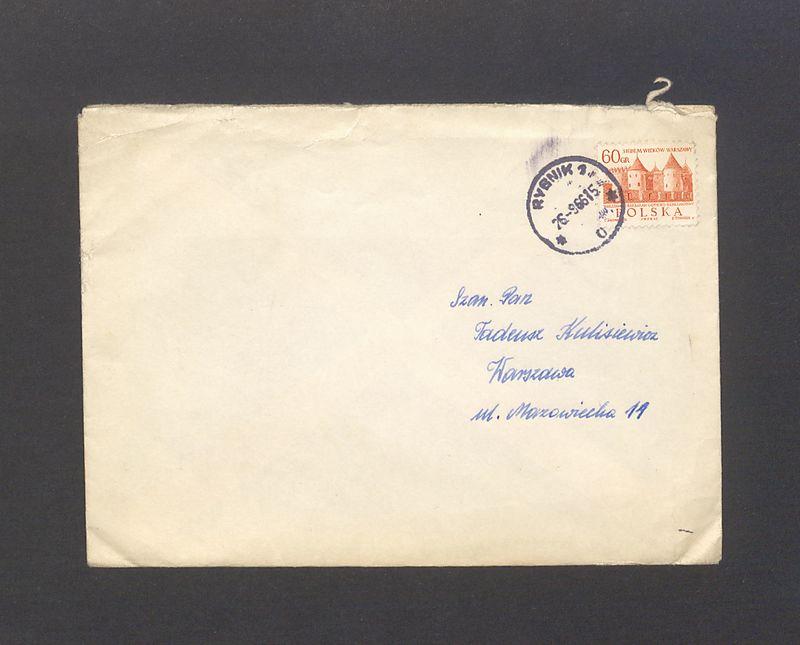 60 GR
SIEDEM WIEKÓW WARSZAWY
POLSKA
RYBNIK 1
26-9 66 15
Szan. Pan
Tadeusz Kulisiewicz
Warszawa
ul. Mazowiecka 11